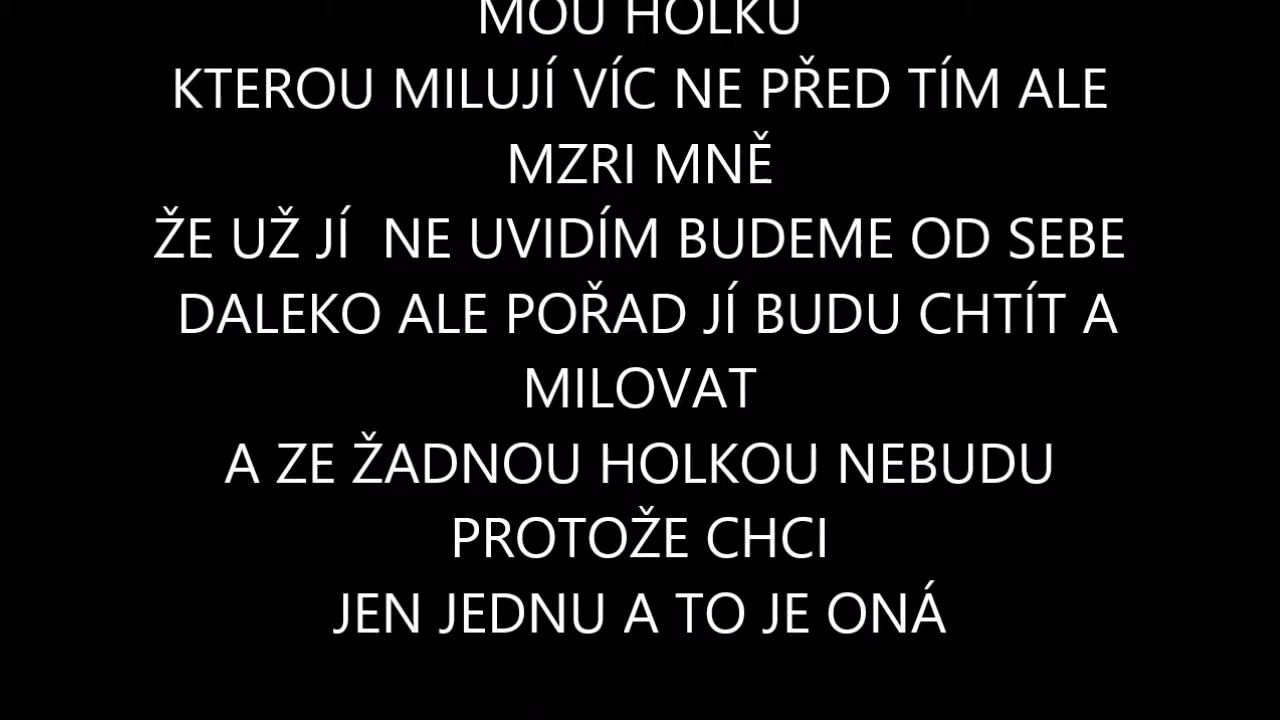 MOU HOLKU
KTEROU MILUJÍ VÍC NE PŘED TÍM ALE
MZRI MNĚ
ŽE UŽ JÍ  NE UVIDÍM BUDEME OD SEBE
DALEKO ALE POŘAD JÍ BUDU CHTÍT A
MILOVAT
A ZE ŽADNOU HOLKOU NEBUDU
PROTOŽE CHCI
JEN JEDNU A TO JE ONÁ